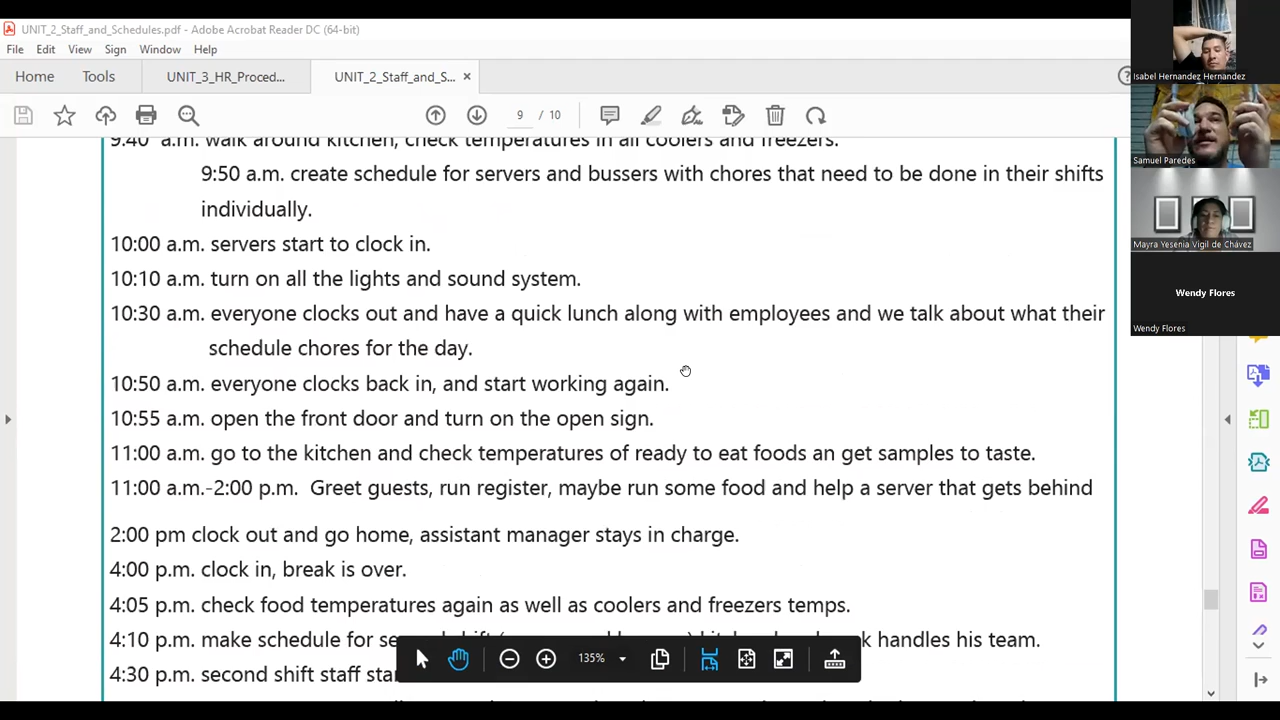 UNIT_2_Staff_and_Schedules.pdf - Adobe Acrobat Reader DC (64-bit)
File Edit View Sign Window Help
Home Tools UNIT_3_HR_Proced... UNIT_2_Staff_and_S... ×
9 / 10
9:40 a.m. walk around kitchen, check temperatures in all coolers and freezers.
9:50 a.m. create schedule for servers and bussers with chores that need to be done in their shifts
individually.
10:00 a.m. servers start to clock in.
10:10 a.m. turn on all the lights and sound system.
10:30 a.m. everyone clocks out and have a quick lunch along with employees and we talk about what their
schedule chores for the day.
10:50 a.m. everyone clocks back in, and start working again.
10:55 a.m. open the front door and turn on the open sign.
11:00 a.m. go to the kitchen and check temperatures of ready to eat foods an get samples to taste.
11:00 a.m.-2:00 p.m. Greet guests, run register, maybe run some food and help a server that gets behind
2:00 pm clock out and go home, assistant manager stays in charge.
4:00 p.m. clock in, break is over.
4:05 p.m. check food temperatures again as well as coolers and freezers temps.
4:10 p.m. make schedule for handles his team.
4:30 p.m. second shift staff
135%
Isabel Hernandez Hernandez
Samuel Paredes
Mayra Yesenia Vigil de Chávez
Wendy Flores
Wendy Flores